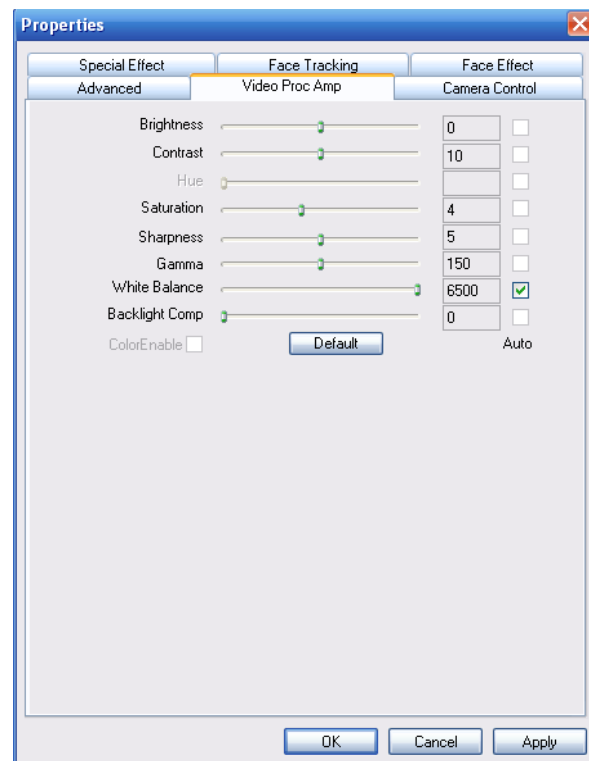 Properties
Special Effect Face Tracking Face Effect
Advanced Video Proc Amp Camera Control
Brightness 0
Contrast 10
Hue
Saturation 4
Sharpness 5
Gamma 150
White Balance 6500
Backlight Comp 0
ColorEnable Default Auto
OK Cancel Apply